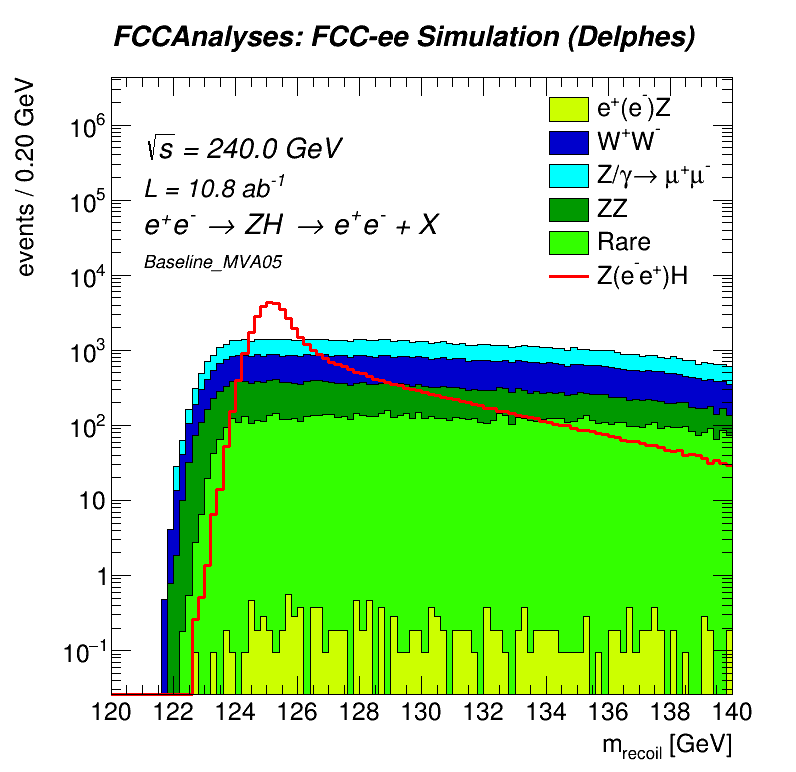 FCCAnalyses: FCC-ee Simulation (Delphes)
events / 0.20 GeV
√s = 240.0 GeV
L = 10.8 ab⁻¹
e⁺e⁻ → ZH → e⁺e⁻ + X
Baseline_MVA05
e⁺(e⁻)Z
W⁺W⁻
Z/γ→ μ⁺μ⁻
ZZ
Rare
Z(e⁻e⁺)H
10⁶
10⁵
10⁴
10³
10²
10
1
10⁻¹
120 122 124 126 128 130 132 134 136 138 140
m_recoil [GeV]